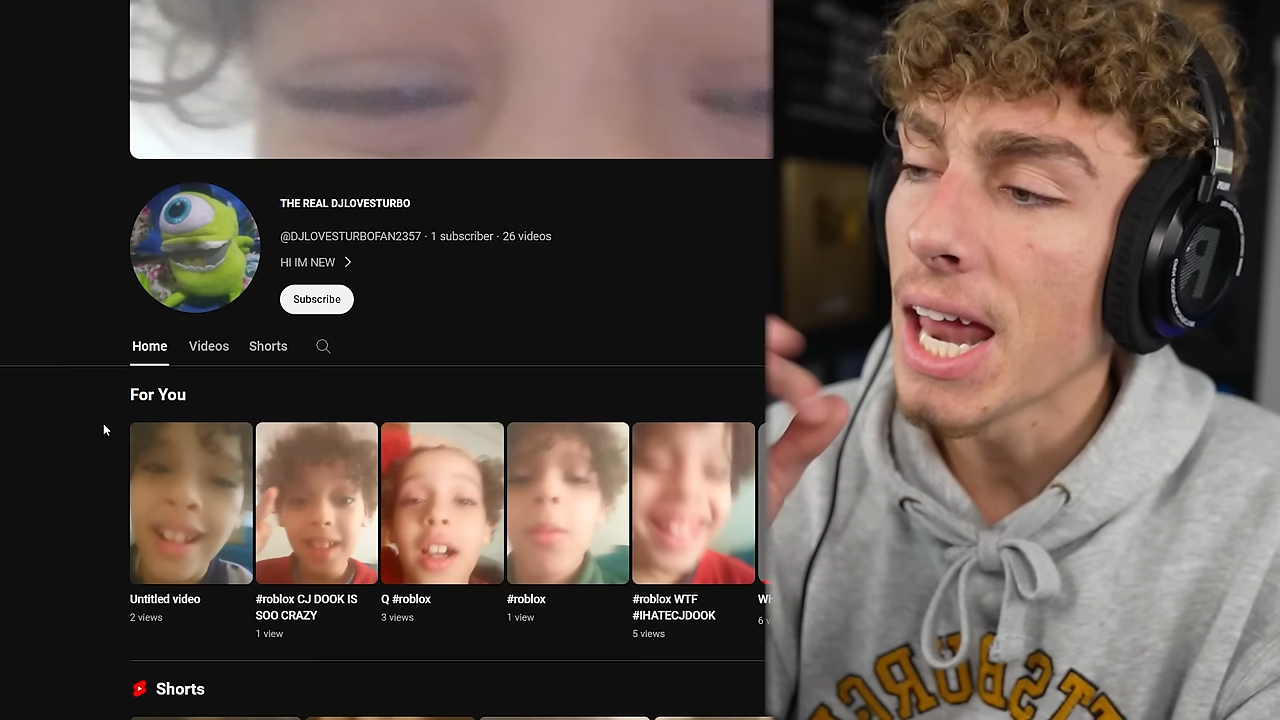 THE REAL DJLOVESTURBO
@DJLOVESTURBOFAN2357 · 1 subscriber · 26 videos
HI IM NEW
Subscribe
Home Videos Shorts
For You
Untitled video
2 views
#roblox CJ DOOK IS
SOO CRAZY
1 view
Q #roblox
3 views
#roblox
1 view
#roblox WTF
#IHATECJDOOK
5 views
Shorts